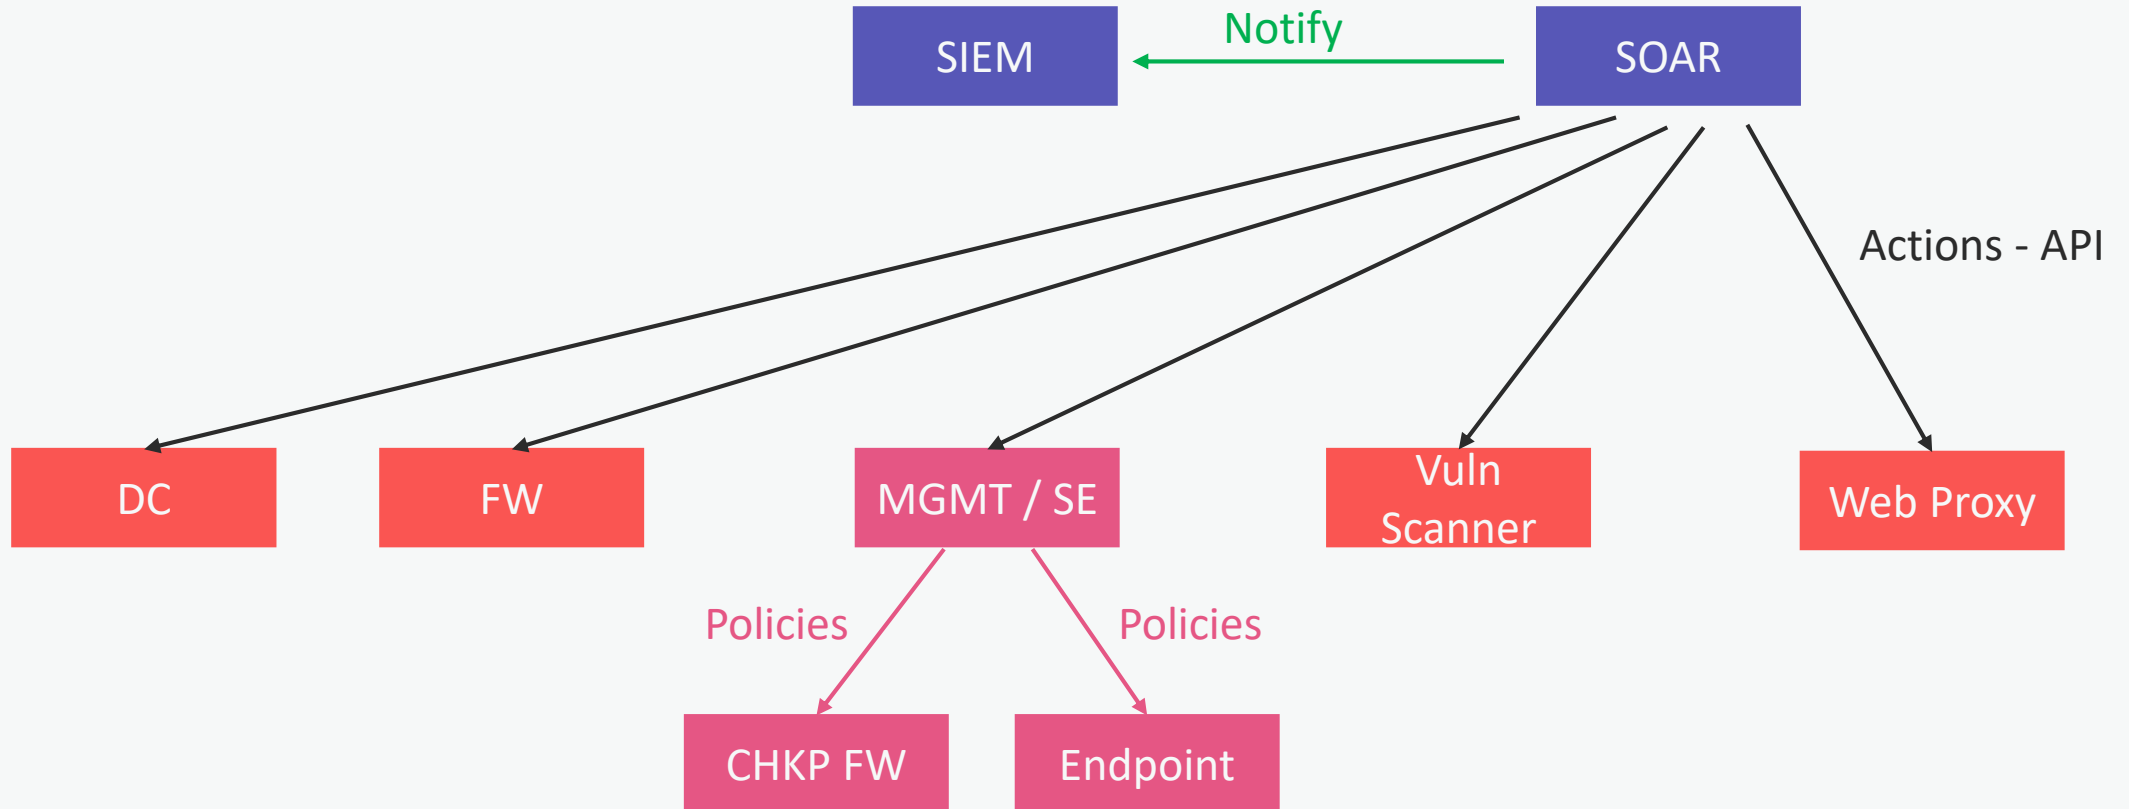 SIEM
Notify
SOAR
Actions - API
DC
FW
MGMT / SE
Vuln
Scanner
Web Proxy
Policies
Policies
CHKP FW
Endpoint